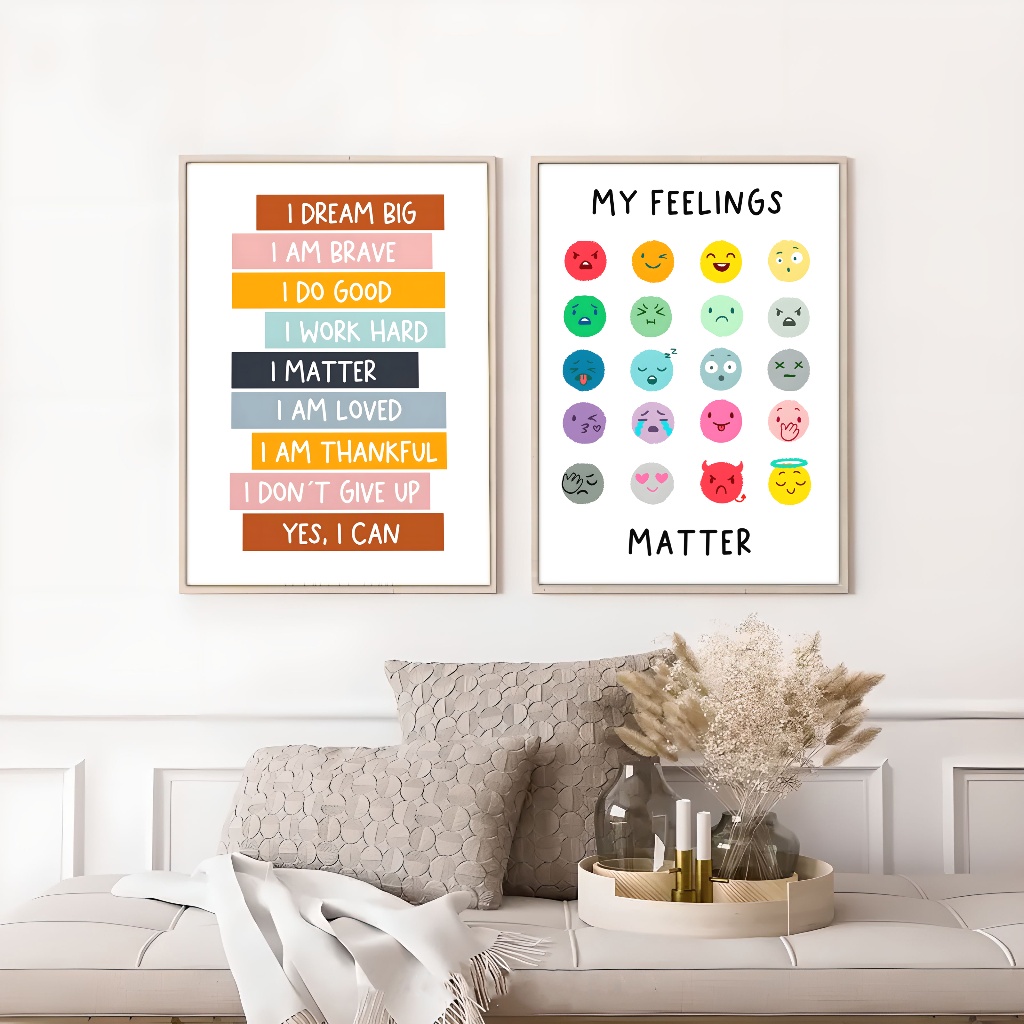 I DREAM BIG
I AM BRAVE
I DO GOOD
I WORK HARD
I MATTER
I AM LOVED
I AM THANKFUL
I DON´T GIVE UP
YES, I CAN
MY FEELINGS
zz
MATTER